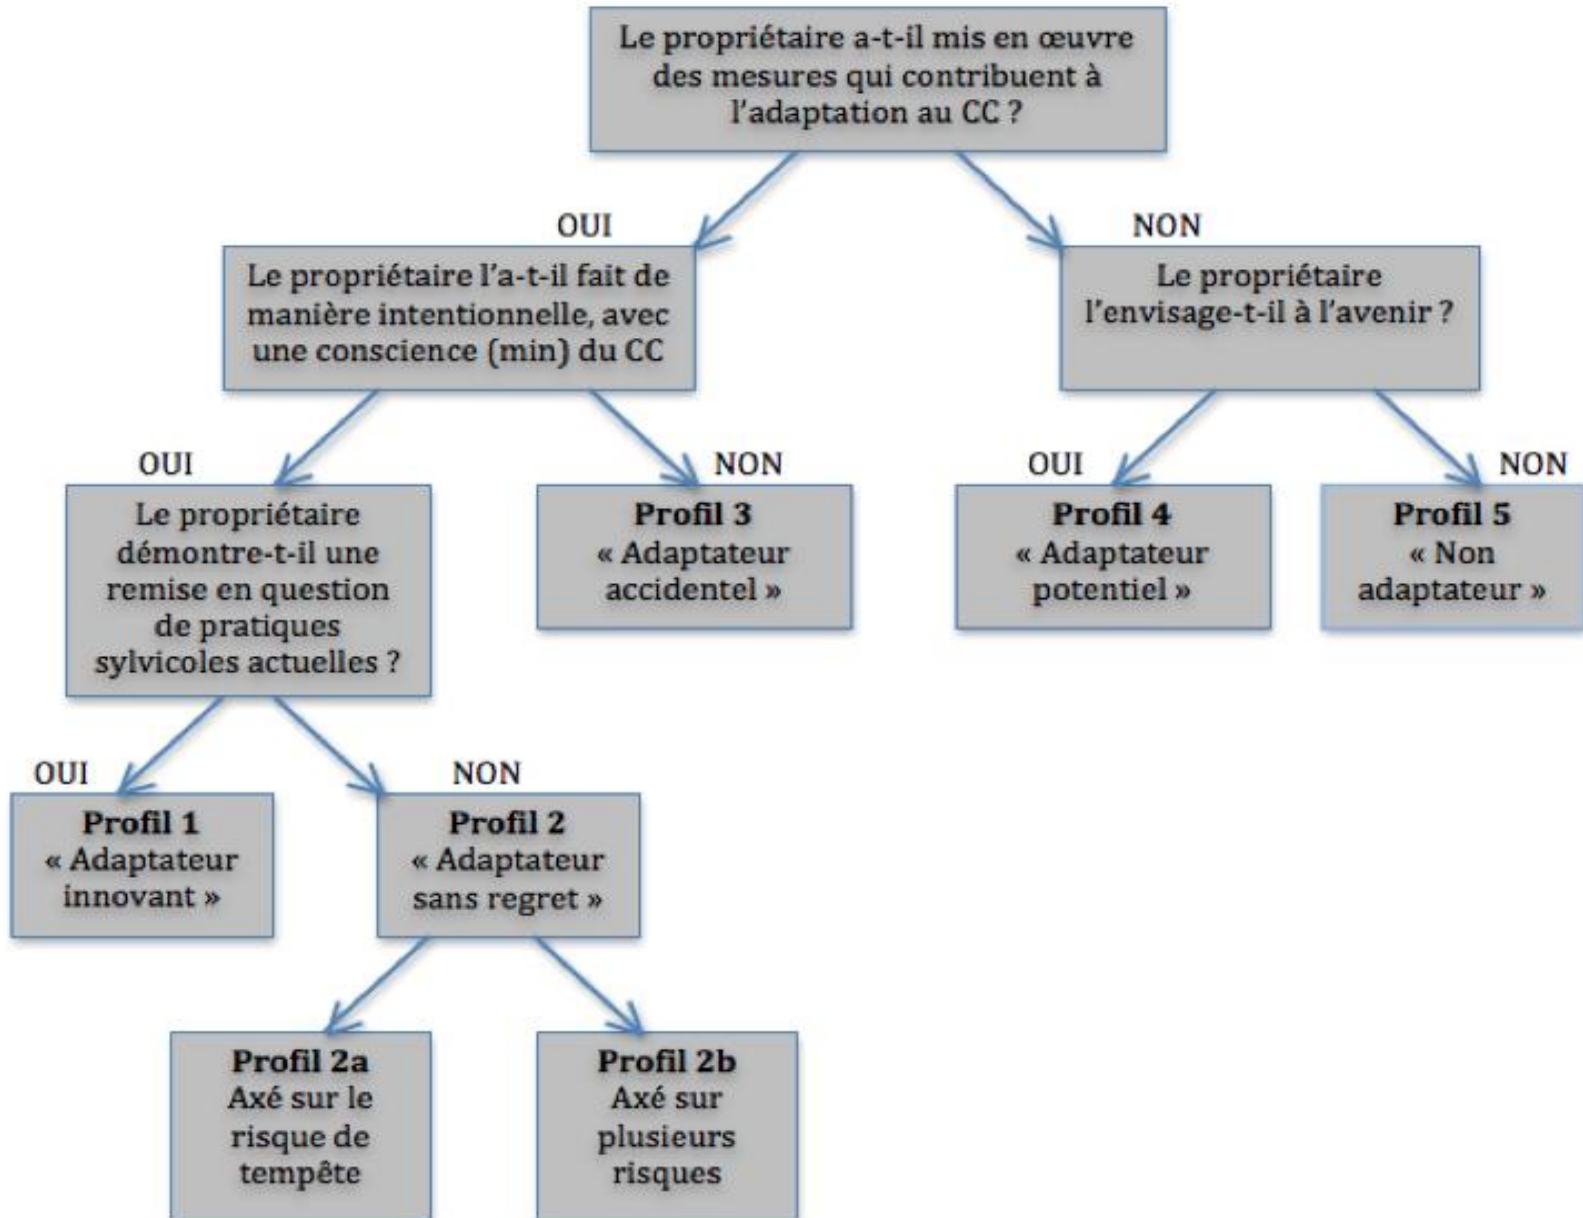 Le propriétaire a-t-il mis en œuvre
des mesures qui contribuent à
l'adaptation au CC ?
OUI
NON
Le propriétaire l'a-t-il fait de
manière intentionnelle, avec
une conscience (min) du CC
Le propriétaire
l'envisage-t-il à l'avenir ?
OUI
NON
OUI
NON
Le propriétaire
démontre-t-il une
remise en question
de pratiques
sylvicoles actuelles ?
Profil 3
« Adaptateur
accidentel »
Profil 4
« Adaptateur
potentiel »
Profil 5
« Non
adaptateur »
OUI
NON
Profil 1
« Adaptateur
innovant »
Profil 2
« Adaptateur
sans regret »
Profil 2a
Axé sur le
risque de
tempête
Profil 2b
Axé sur
plusieurs
risques